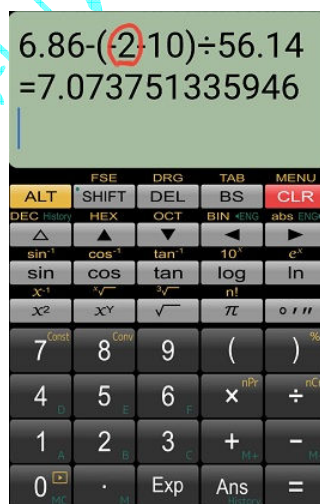 6.86-(-2-10)÷56.14
=7.073751335946
FSE DRG TAB MENU
ALT SHIFT DEL BS CLR
DEC History HEX OCT BIN ◂ENG abs ENG
△ ▲ ▼ ◀ ▶
sin⁻¹ cos⁻¹ tan⁻¹ 10ˣ eˣ
sin cos tan log ln
x⁻¹ ˣ√‾ ³√‾ n!
x² xʸ √‾ π o ′ ″
7 Const 8 Conv 9 ( ) %
4 D 5 E 6 F × nPr ÷ nCr
1 A 2 B 3 C + M+ – M-
0 MC . M Exp Ans History =